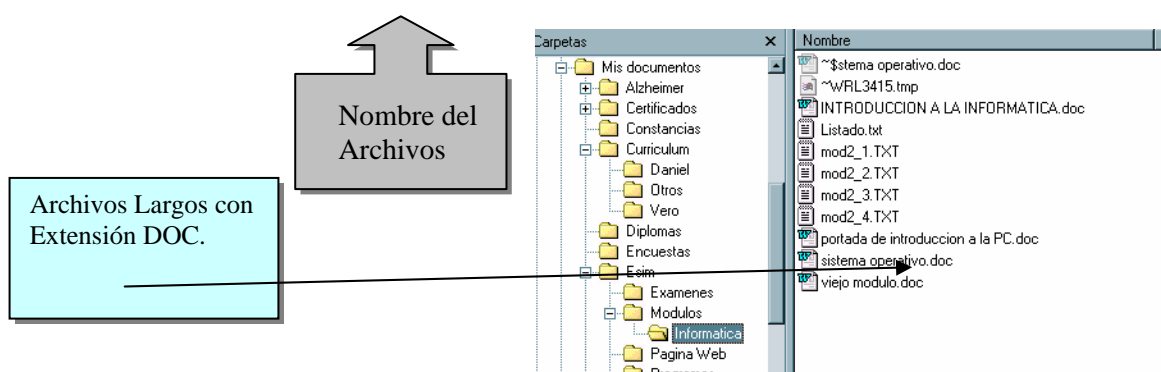 Nombre del
Archivos
Archivos Largos con
Extensión DOC.
Carpetas
Mis documentos
Alzheimer
Certificados
Constancias
Curriculum
Daniel
Otros
Vero
Diplomas
Encuestas
Esim
Examenes
Modulos
Informatica
Pagina Web
Programas
Nombre
~$stema operativo.doc
~WRL3415.tmp
INTRODUCCION A LA INFORMATICA.doc
Listado.txt
mod2_1.TXT
mod2_2.TXT
mod2_3.TXT
mod2_4.TXT
portada de introduccion a la PC.doc
sistema operativo.doc
viejo modulo.doc